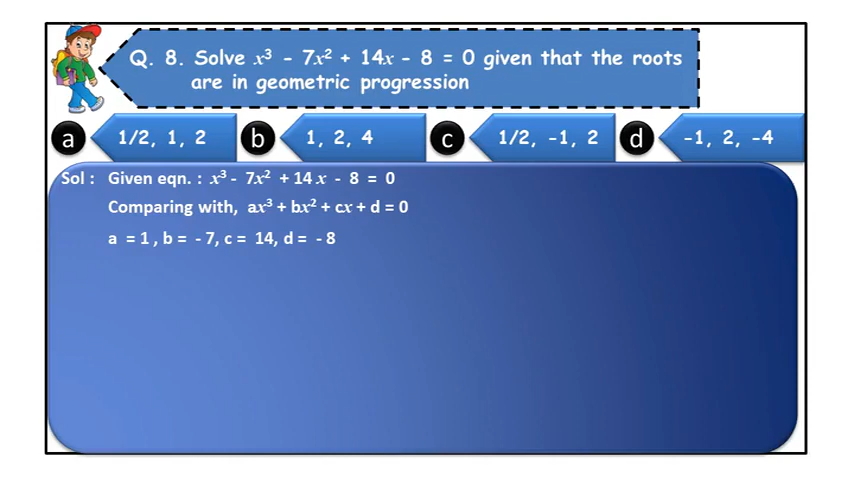 Q. 8. Solve x³ - 7x² + 14x - 8 = 0 given that the roots
are in geometric progression
a 1/2, 1, 2 b 1, 2, 4 c 1/2, -1, 2 d -1, 2, -4
Sol : Given eqn. : x³ - 7x² + 14 x - 8 = 0
Comparing with, ax³ + bx² + cx + d = 0
a = 1 , b = - 7, c = 14, d = - 8